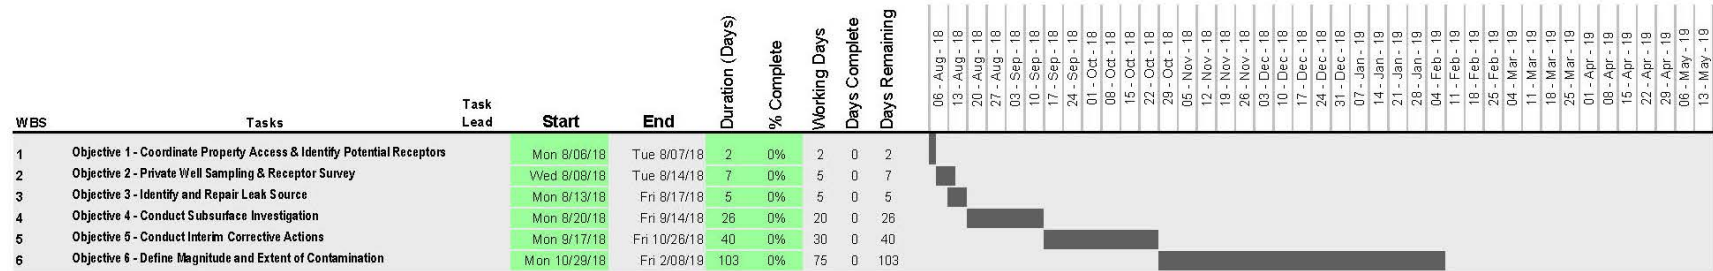 WBS Tasks Task Lead Start End Duration (Days) % Complete Working Days Days Complete Days Remaining 06 - Aug - 18 13 - Aug - 18 20 - Aug - 18 27 - Aug - 18 03 - Sep - 18 10 - Sep - 18 17 - Sep - 18 24 - Sep - 18 01 - Oct - 18 08 - Oct - 18 15 - Oct - 18 22 - Oct - 18 29 - Oct - 18 05 - Nov - 18 12 - Nov - 18 19 - Nov - 18 26 - Nov - 18 03 - Dec - 18 10 - Dec - 18 17 - Dec - 18 24 - Dec - 18 31 - Dec - 18 07 - Jan - 19 14 - Jan - 19 21 - Jan - 19 28 - Jan - 19 04 - Feb - 19 11 - Feb - 19 18 - Feb - 19 25 - Feb - 19 04 - Mar - 19 11 - Mar - 19 18 - Mar - 19 25 - Mar - 19 01 - Apr - 19 08 - Apr - 19 15 - Apr - 19 22 - Apr - 19 29 - Apr - 19 06 - May - 19 13 - May - 19
1 Objective 1 - Coordinate Property Access & Identify Potential Receptors Mon 8/06/18 Tue 8/07/18 2 0% 2 0 2
2 Objective 2 - Private Well Sampling & Receptor Survey Wed 8/08/18 Tue 8/14/18 7 0% 5 0 7
3 Objective 3 - Identify and Repair Leak Source Mon 8/13/18 Fri 8/17/18 5 0% 5 0 5
4 Objective 4 - Conduct Subsurface Investigation Mon 8/20/18 Fri 9/14/18 26 0% 20 0 26
5 Objective 5 - Conduct Interim Corrective Actions Mon 9/17/18 Fri 10/26/18 40 0% 30 0 40
6 Objective 6 - Define Magnitude and Extent of Contamination Mon 10/29/18 Fri 2/08/19 103 0% 75 0 103